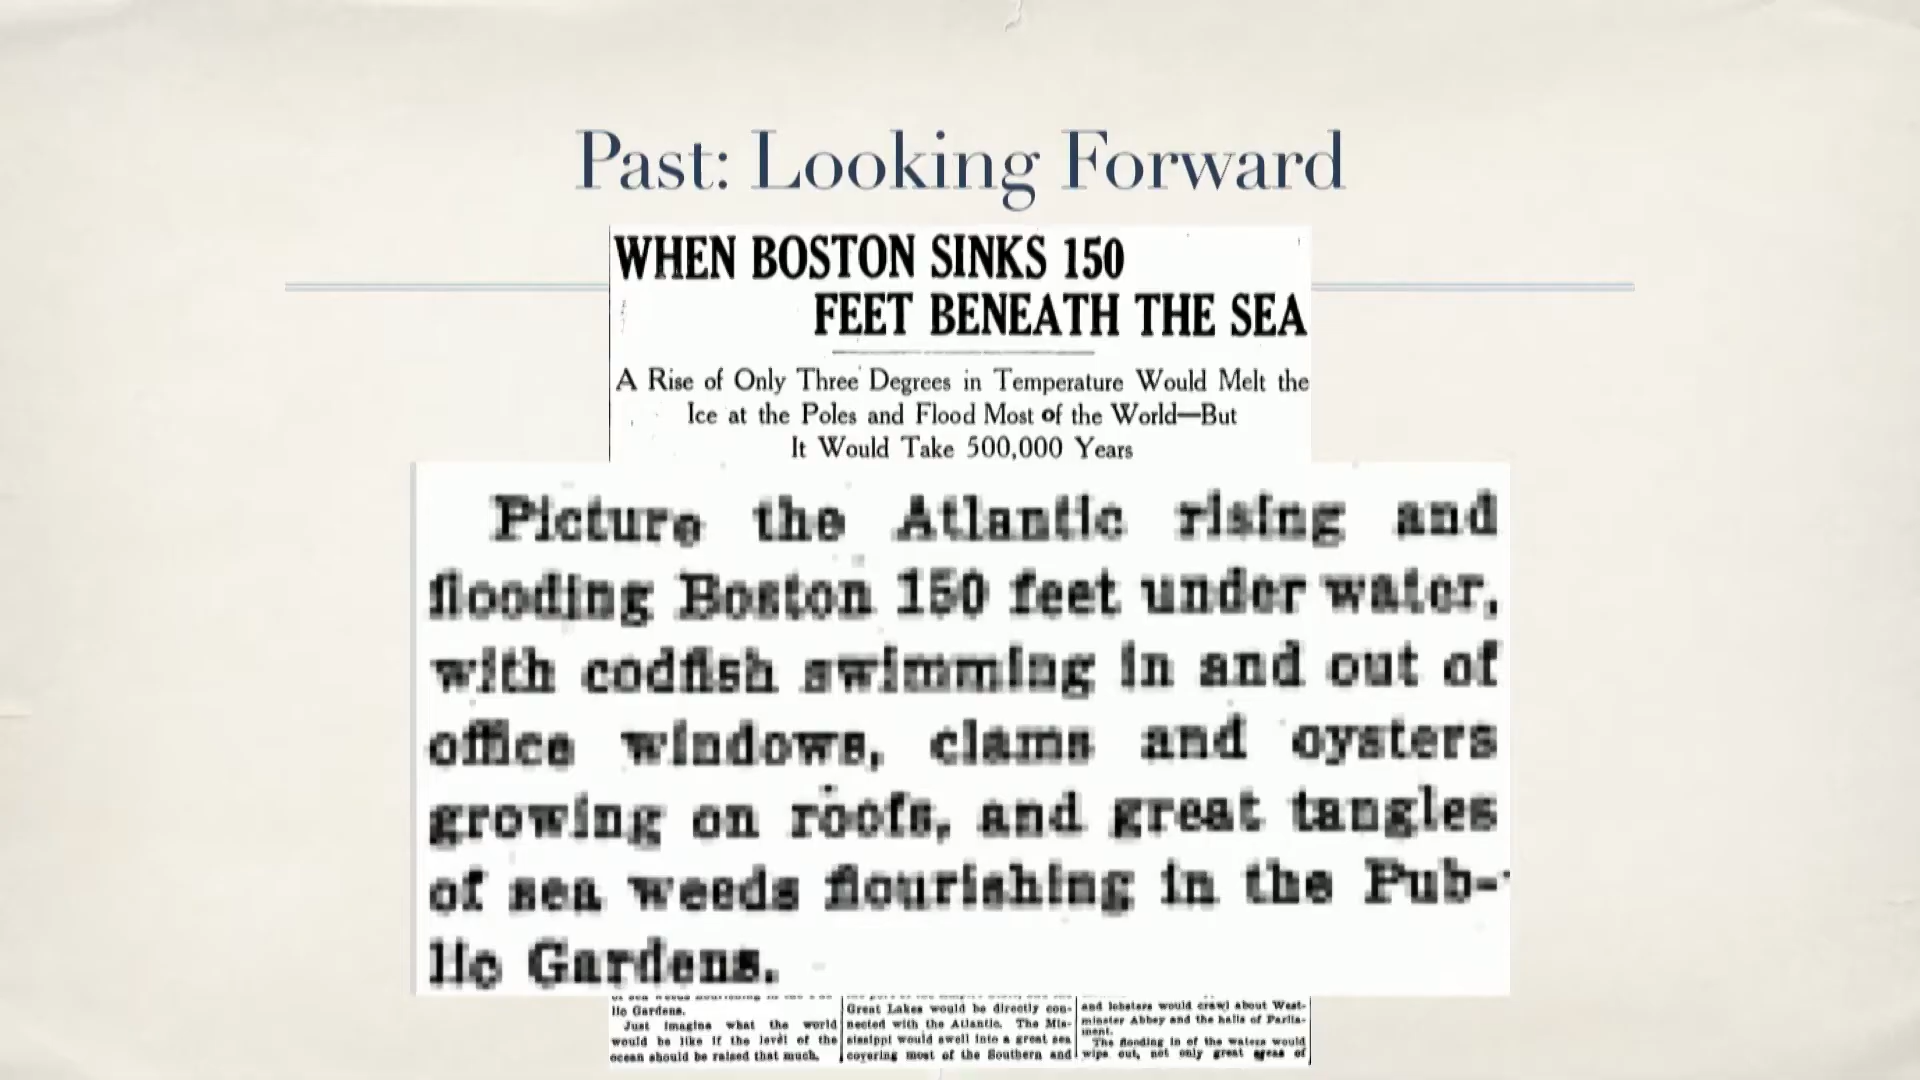 Past: Looking Forward
WHEN BOSTON SINKS 150
FEET BENEATH THE SEA
A Rise of Only Three Degrees in Temperature Would Melt the
Ice at the Poles and Flood Most of the World—But
It Would Take 500,000 Years
Picture the Atlantic rising and
flooding Boston 150 feet under water,
with codfish swimming in and out of
office windows, clams and oysters
growing on roofs, and great tangles
of sea weeds flourishing in the Pub-
lic Gardens.
lic Gardens.
Just imagine what the world
would be like if the level of the
ocean should be raised that much.
Great Lakes would be directly con-
nected with the Atlantic. The Mis-
sissippi would swell into a great sea
covering most of the Southern and
and lobsters would crawl about West-
minster Abbey and the halls of Parlia-
ment.
The flooding in of the waters would
wipe out, not only great areas of